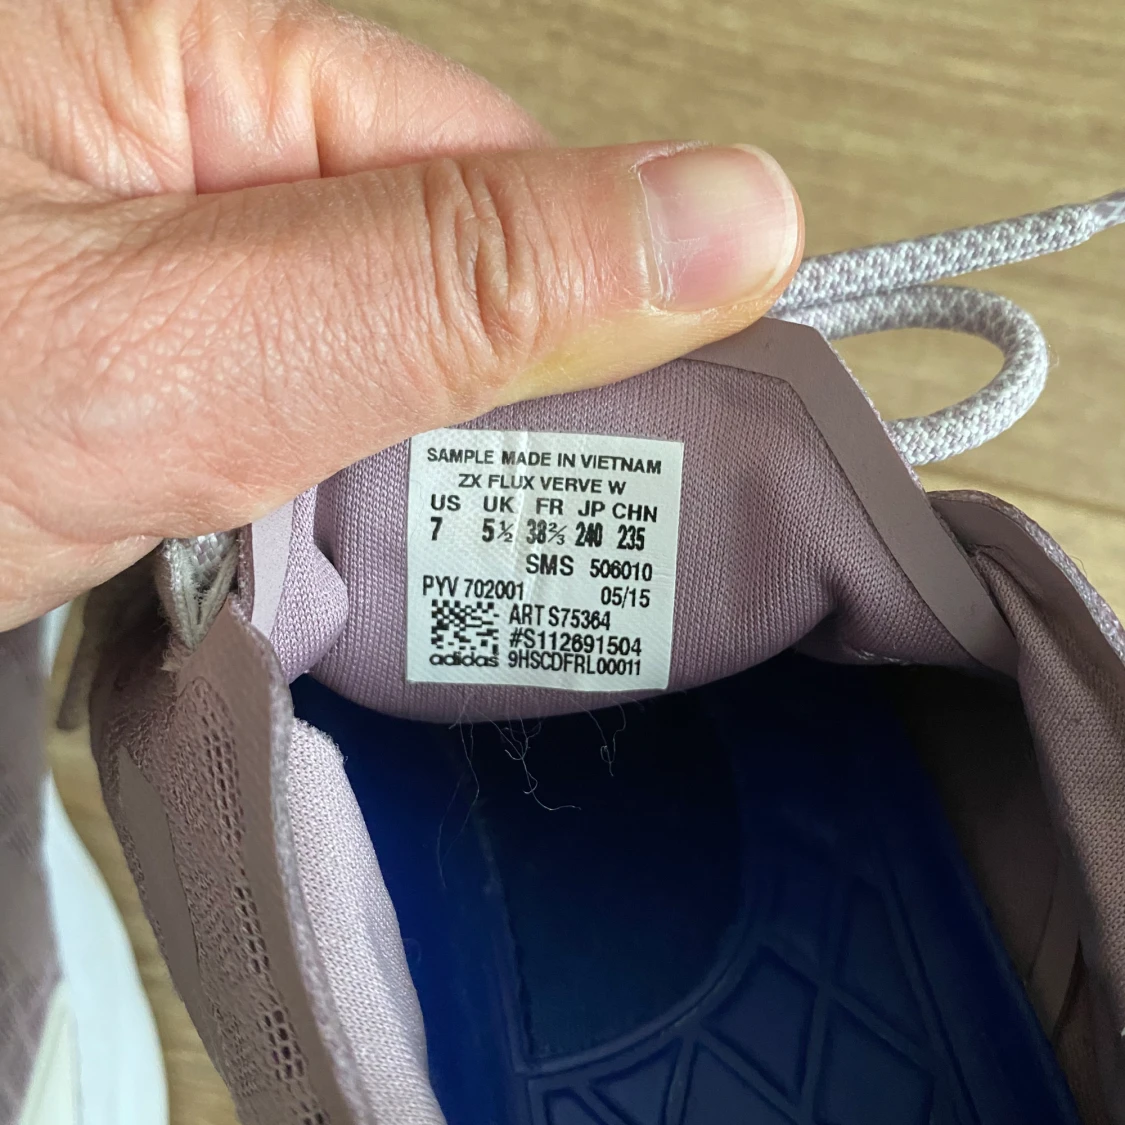 SAMPLE MADE IN VIETNAM
ZX FLUX VERVE W
US UK FR JP CHN
7 5½ 38⅔ 240 235
SMS 506010
PYV 702001 05/15
ART S75364
#S112691504
adidas 9HSCDFRL00011